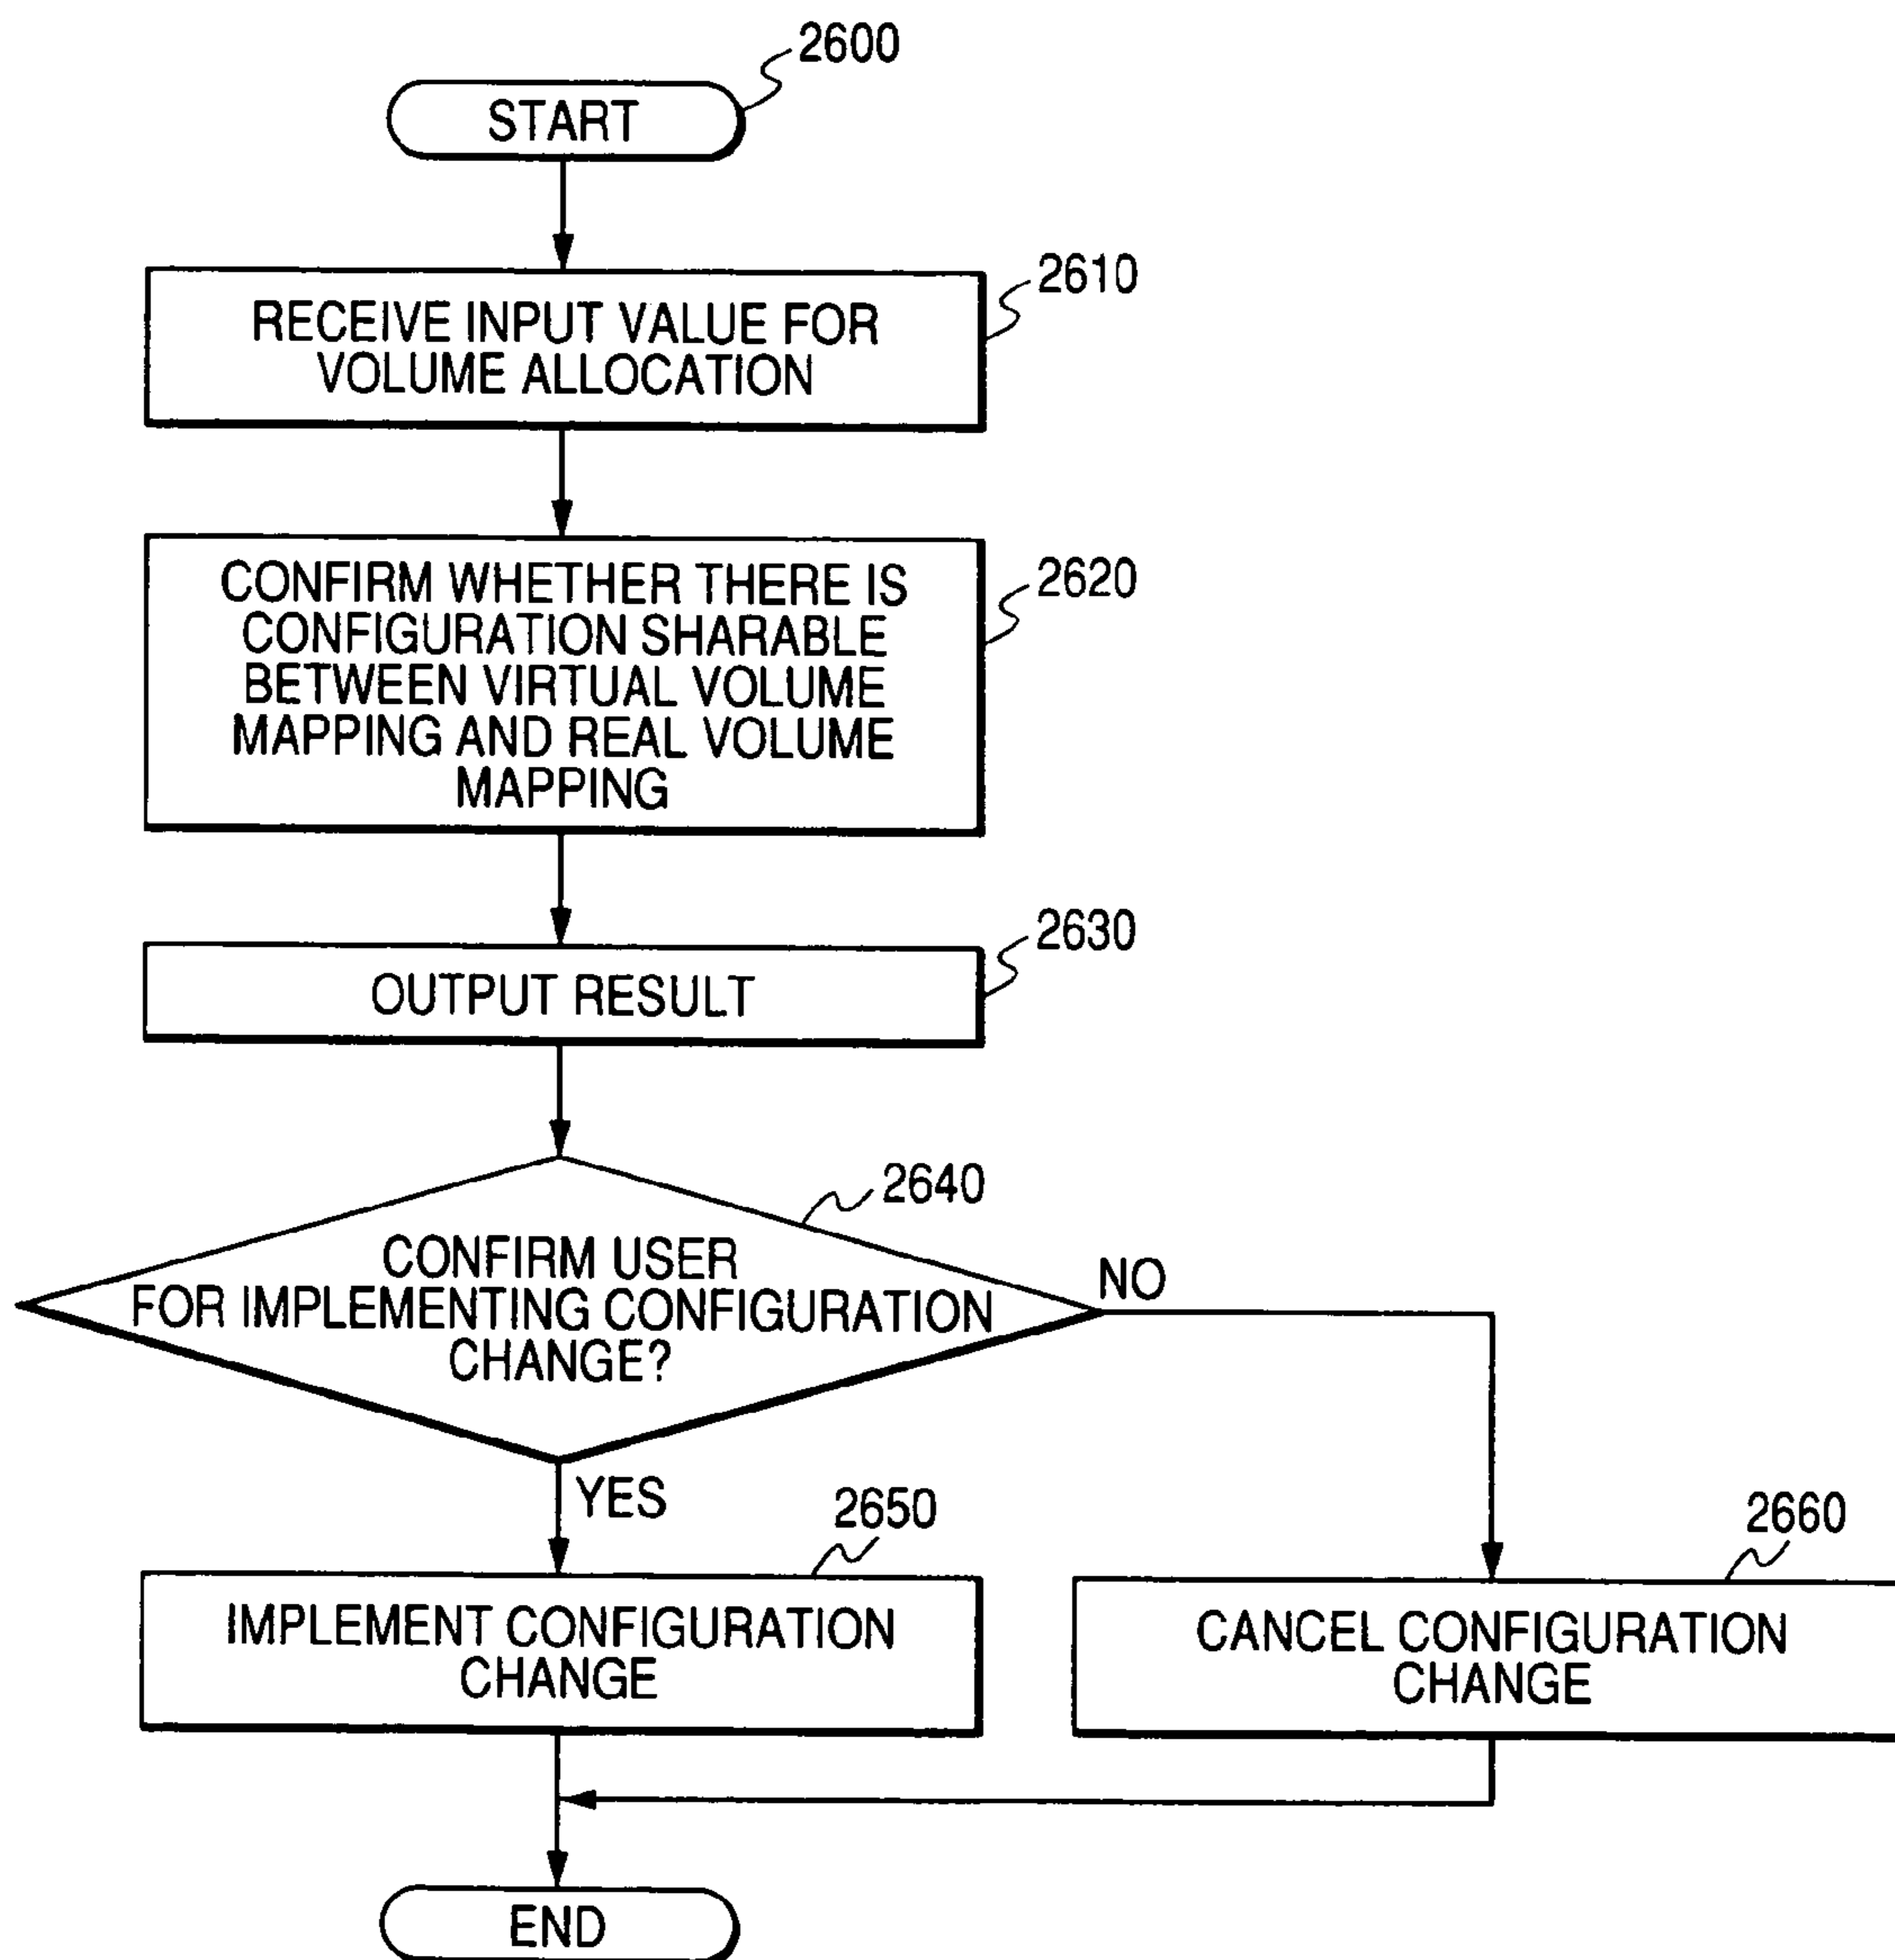 2600
START
2610
RECEIVE INPUT VALUE FOR
VOLUME ALLOCATION
2620
CONFIRM WHETHER THERE IS
CONFIGURATION SHARABLE
BETWEEN VIRTUAL VOLUME
MAPPING AND REAL VOLUME
MAPPING
2630
OUTPUT RESULT
2640
CONFIRM USER
FOR IMPLEMENTING CONFIGURATION
CHANGE?
NO
YES
2650
IMPLEMENT CONFIGURATION
CHANGE
2660
CANCEL CONFIGURATION
CHANGE
END